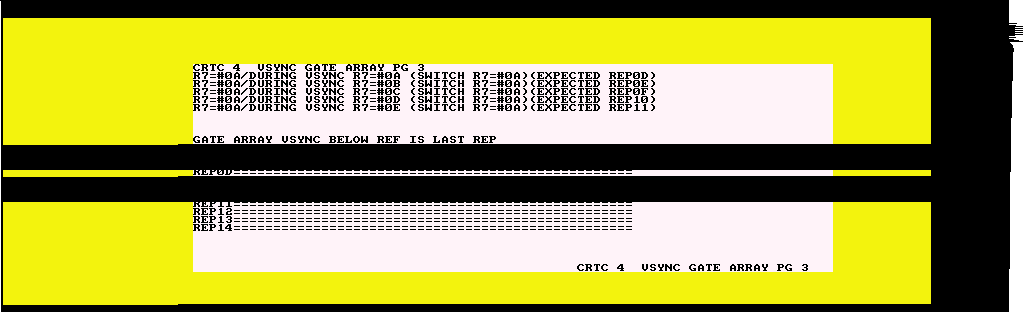 CRTC 4  VSYNC GATE ARRAY PG 3
R7=#0A/DURING VSYNC R7=#0A (SWITCH R7=#0A)(EXPECTED REP0D)
R7=#0A/DURING VSYNC R7=#0B (SWITCH R7=#0A)(EXPECTED REP0E)
R7=#0A/DURING VSYNC R7=#0C (SWITCH R7=#0A)(EXPECTED REP0F)
R7=#0A/DURING VSYNC R7=#0D (SWITCH R7=#0A)(EXPECTED REP10)
R7=#0A/DURING VSYNC R7=#0E (SWITCH R7=#0A)(EXPECTED REP11)
GATE ARRAY VSYNC BELOW REF IS LAST REP
REP0D==================================================
REP11==================================================
REP12==================================================
REP13==================================================
REP14==================================================
CRTC 4  VSYNC GATE ARRAY PG 3